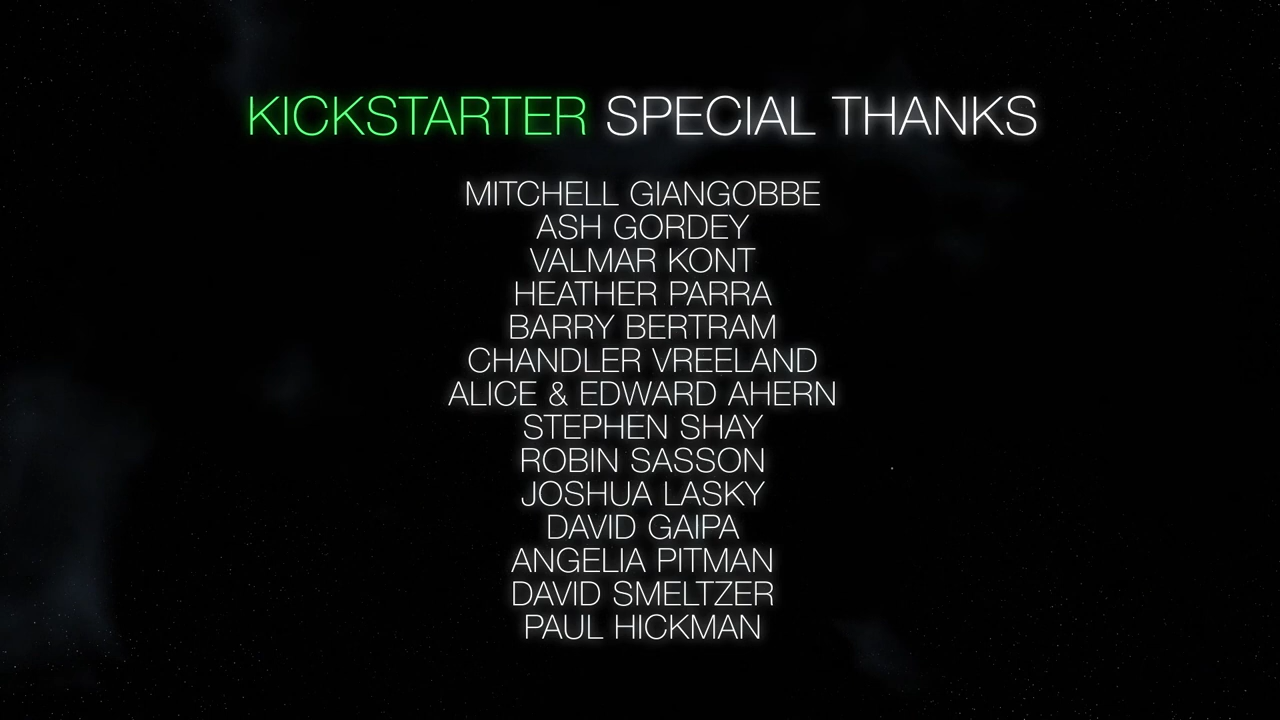 KICKSTARTER SPECIAL THANKS
MITCHELL GIANGOBBE
ASH GORDEY
VALMAR KONT
HEATHER PARRA
BARRY BERTRAM
CHANDLER VREELAND
ALICE & EDWARD AHERN
STEPHEN SHAY
ROBIN SASSON
JOSHUA LASKY
DAVID GAIPA
ANGELIA PITMAN
DAVID SMELTZER
PAUL HICKMAN